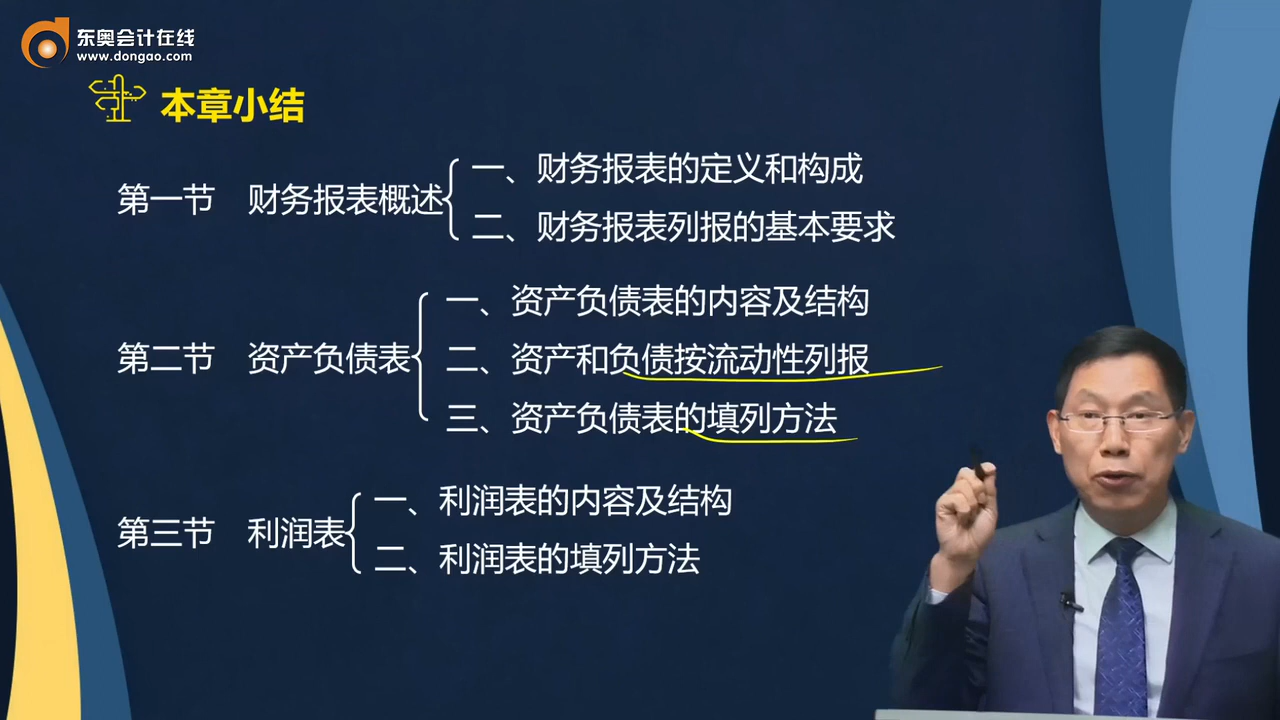 东奥会计在线
www.dongao.com
本章小结
第一节 财务报表概述
一、财务报表的定义和构成
二、财务报表列报的基本要求
第二节 资产负债表
一、资产负债表的内容及结构
二、资产和负债按流动性列报
三、资产负债表的填列方法
第三节 利润表
一、利润表的内容及结构
二、利润表的填列方法